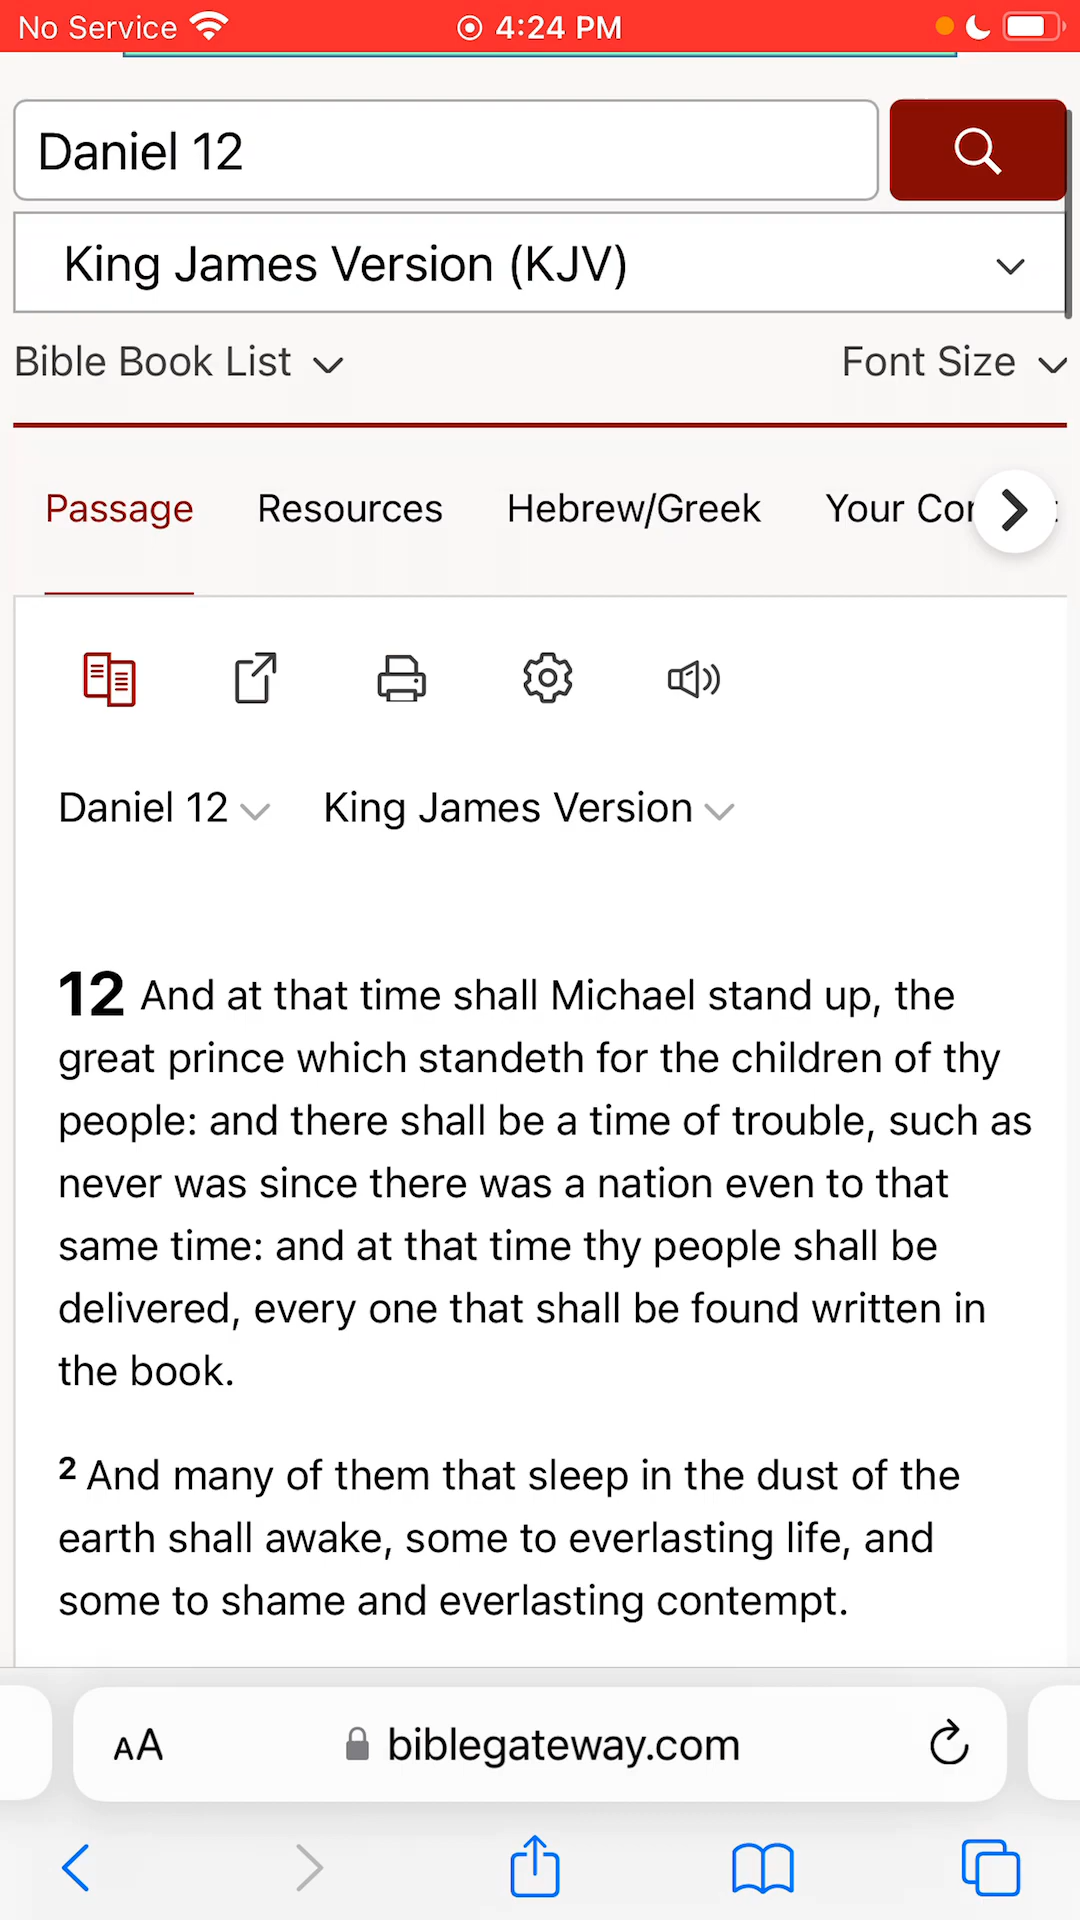 No Service 4:24 PM
Daniel 12
King James Version (KJV)
Bible Book List Font Size
Passage Resources Hebrew/Greek Your
Daniel 12 King James Version
12 And at that time shall Michael stand up, the
great prince which standeth for the children of thy
people: and there shall be a time of trouble, such as
never was since there was a nation even to that
same time: and at that time thy people shall be
delivered, every one that shall be found written in
the book.
2 And many of them that sleep in the dust of the
earth shall awake, some to everlasting life, and
some to shame and everlasting contempt.
AA biblegateway.com